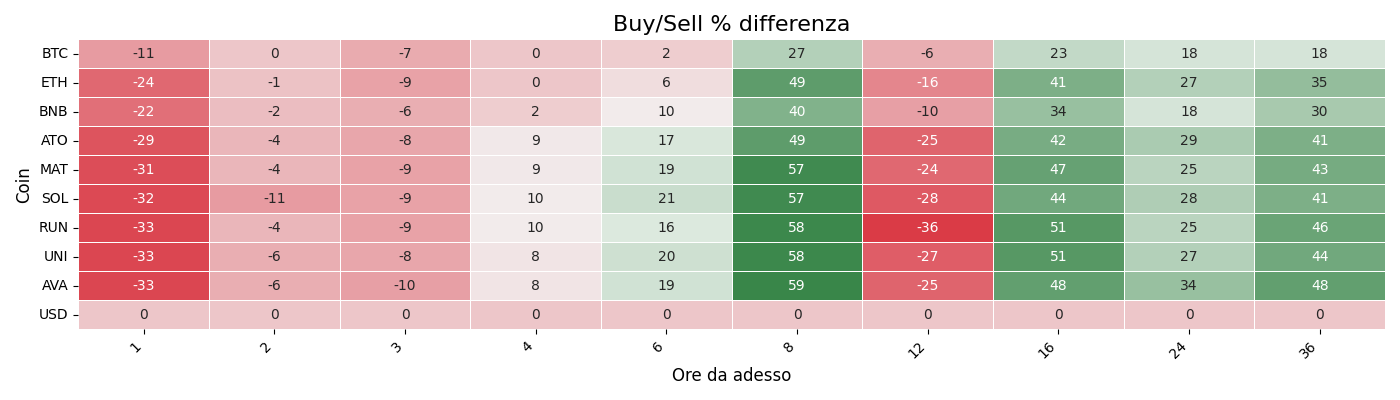 Buy/Sell % differenza
Coin
BTC -11 0 -7 0 2 27 -6 23 18 18
ETH -24 -1 -9 0 6 49 -16 41 27 35
BNB -22 -2 -6 2 10 40 -10 34 18 30
ATO -29 -4 -8 9 17 49 -25 42 29 41
MAT -31 -4 -9 9 19 57 -24 47 25 43
SOL -32 -11 -9 10 21 57 -28 44 28 41
RUN -33 -4 -9 10 16 58 -36 51 25 46
UNI -33 -6 -8 8 20 58 -27 51 27 44
AVA -33 -6 -10 8 19 59 -25 48 34 48
USD 0 0 0 0 0 0 0 0 0 0
1 2 3 4 6 8 12 16 24 36
Ore da adesso